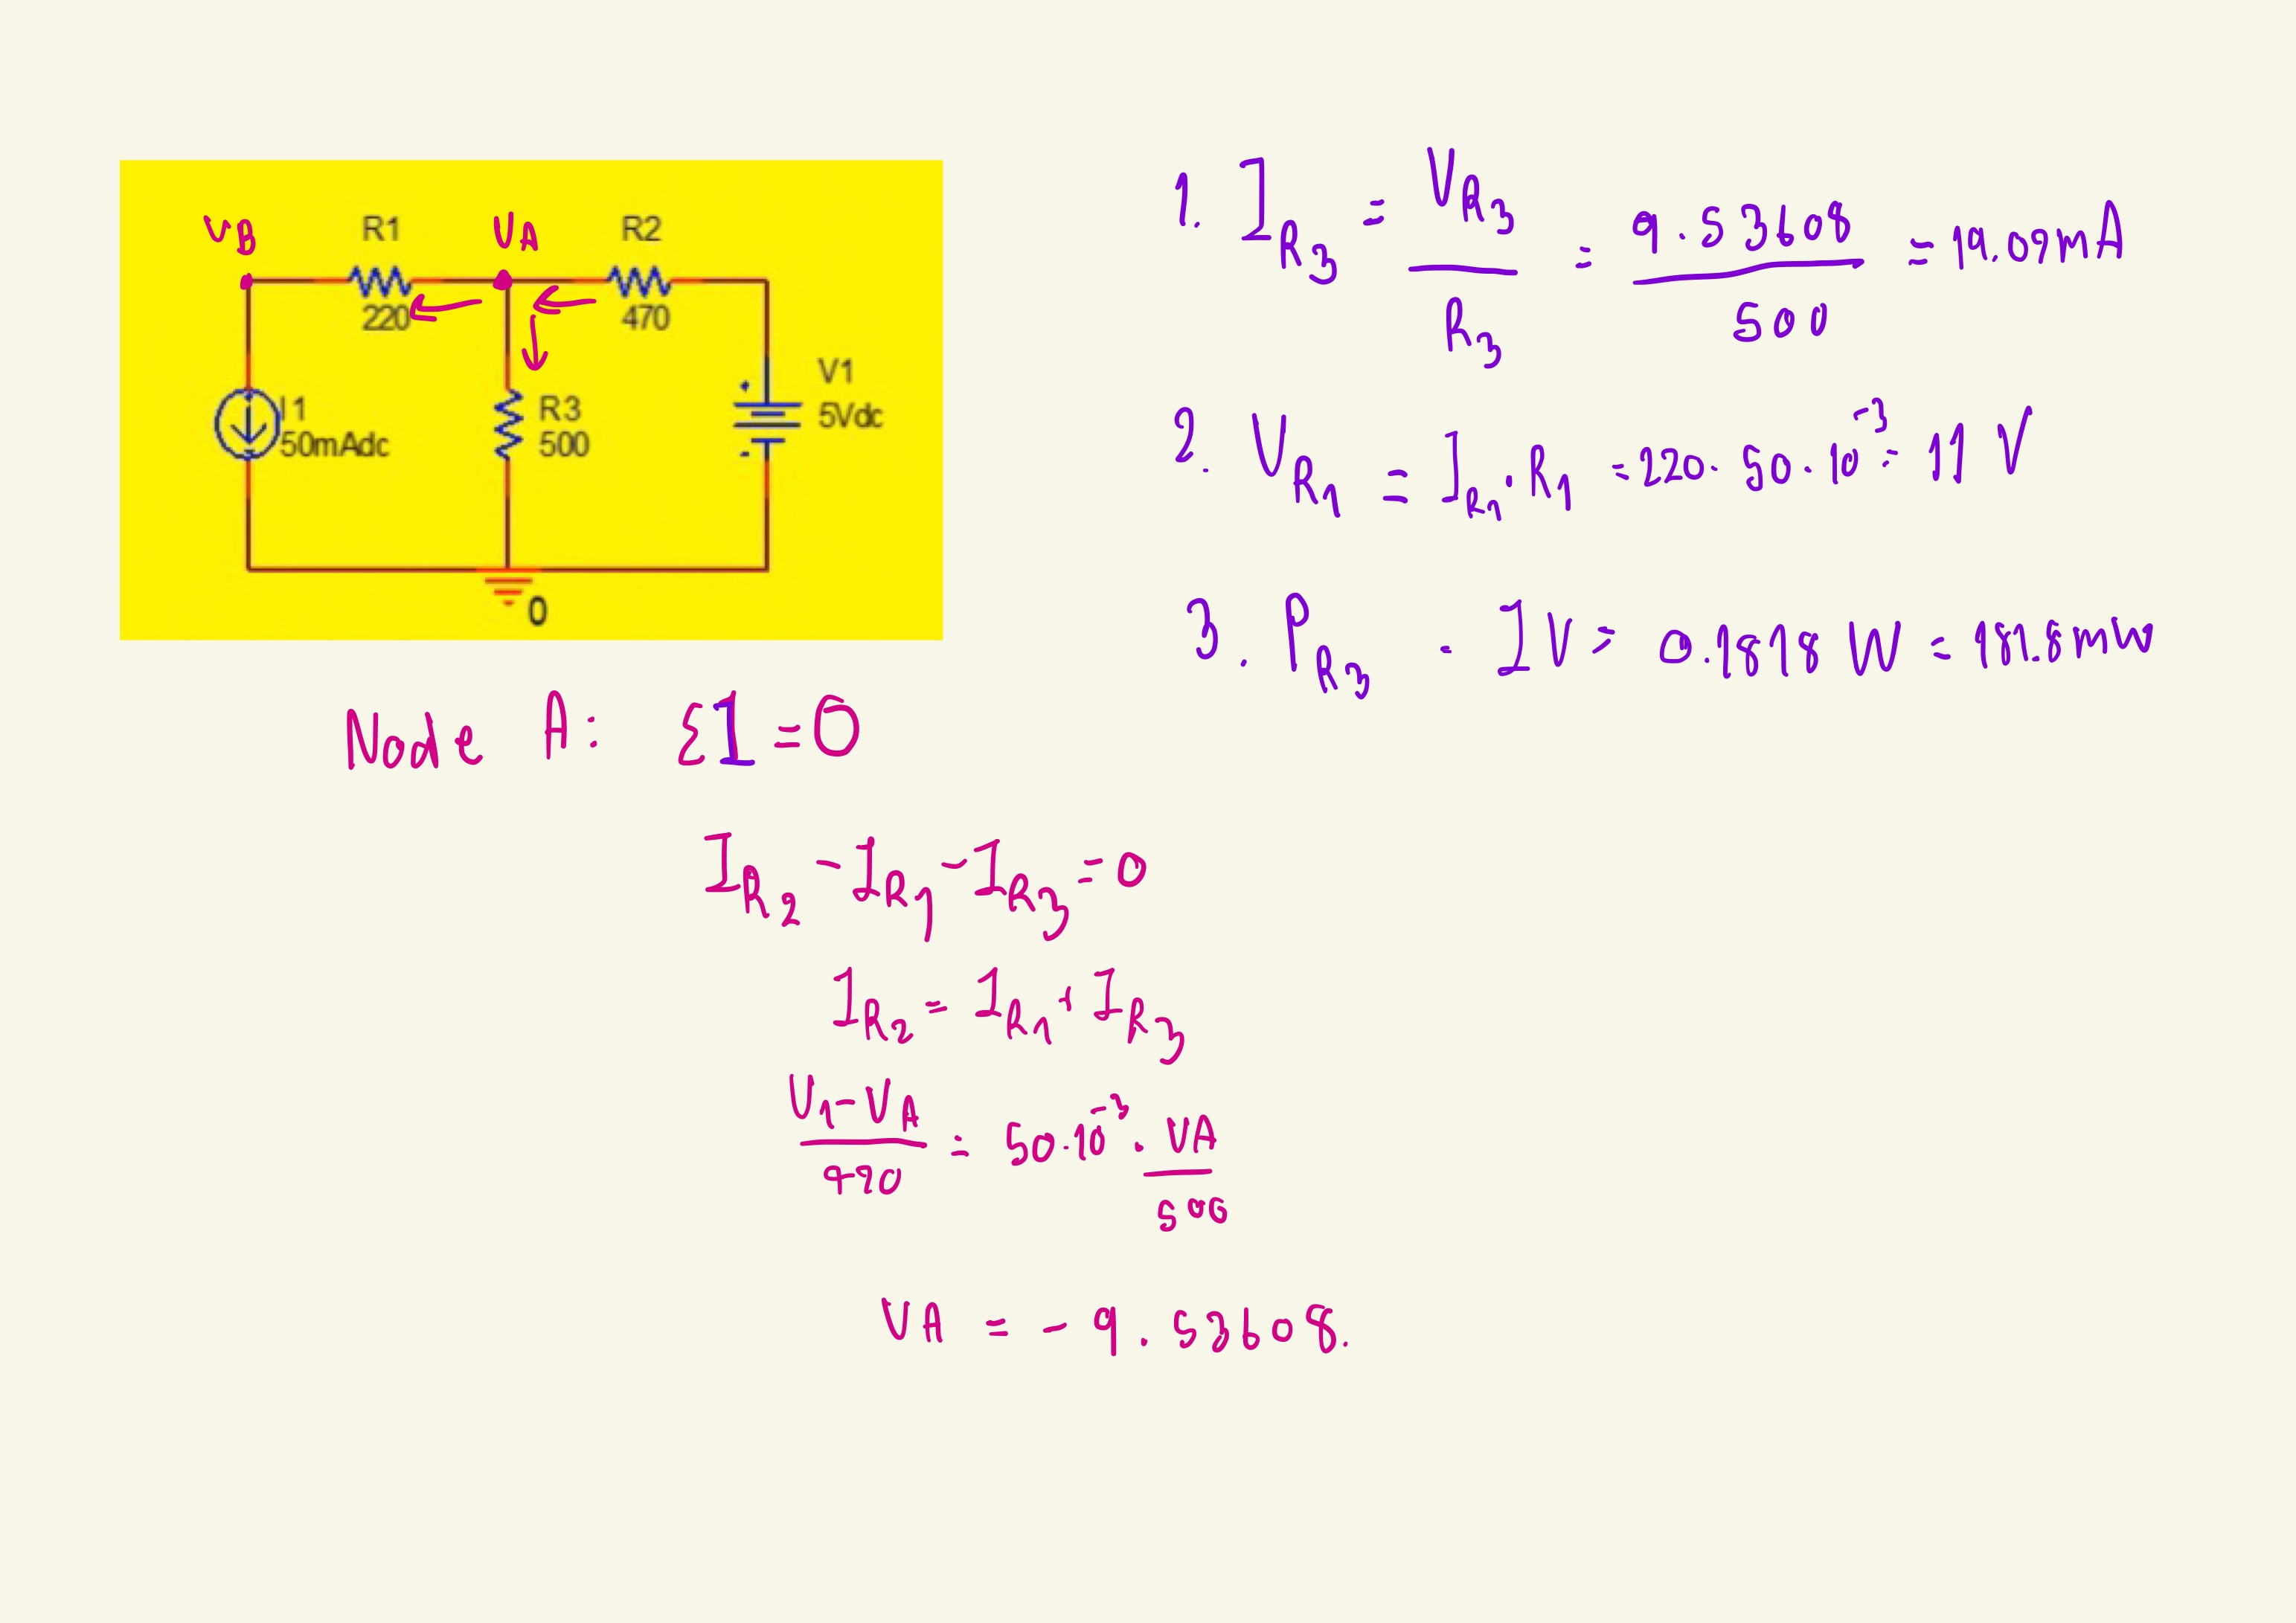 VB R1 VA R2
220 470
I1
50mAdc
R3
500
V1
5Vdc
0
Node A: ΣI = 0
I_R2 - I_R1 - I_R3 = 0
I_R2 = I_R1 + I_R3
V1 - VA / 470 = 50·10^-3 · VA / 500
VA = - 9.53608.
1. I_R3 = V_R3 / R3 = 9.53608 / 500 = 19.07mA
2. V_R1 = I_R1 · R1 = 220 · 50 · 10^-3 = 11 V
3. P_R3 = IV = 0.1818 W = 181.8mW